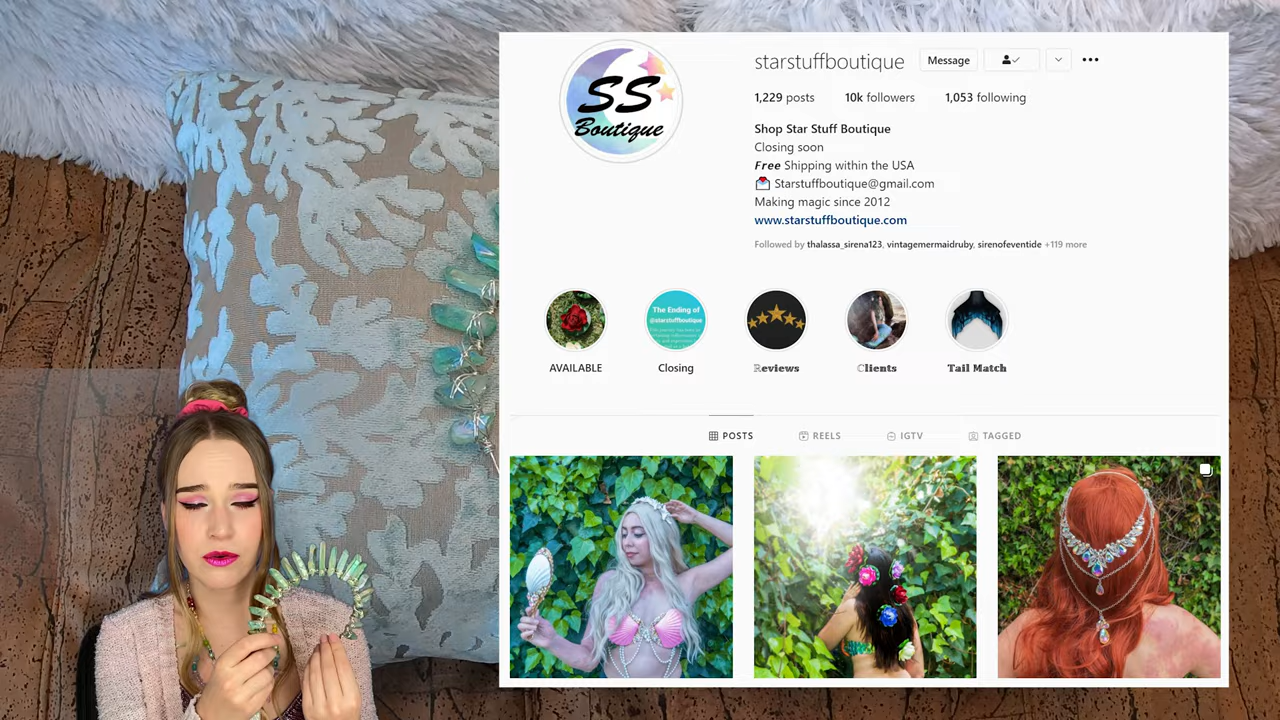 SS
Boutique
starstuffboutique Message
1,229 posts 10k followers 1,053 following
Shop Star Stuff Boutique
Closing soon
Free Shipping within the USA
Starstuffboutique@gmail.com
Making magic since 2012
www.starstuffboutique.com
Followed by thalassa_sirena123, vintagemermaidruby, sirenofeventide +119 more
The Ending of
@starstuffboutique
AVAILABLE Closing Reviews Clients Tail Match
POSTS REELS IGTV TAGGED